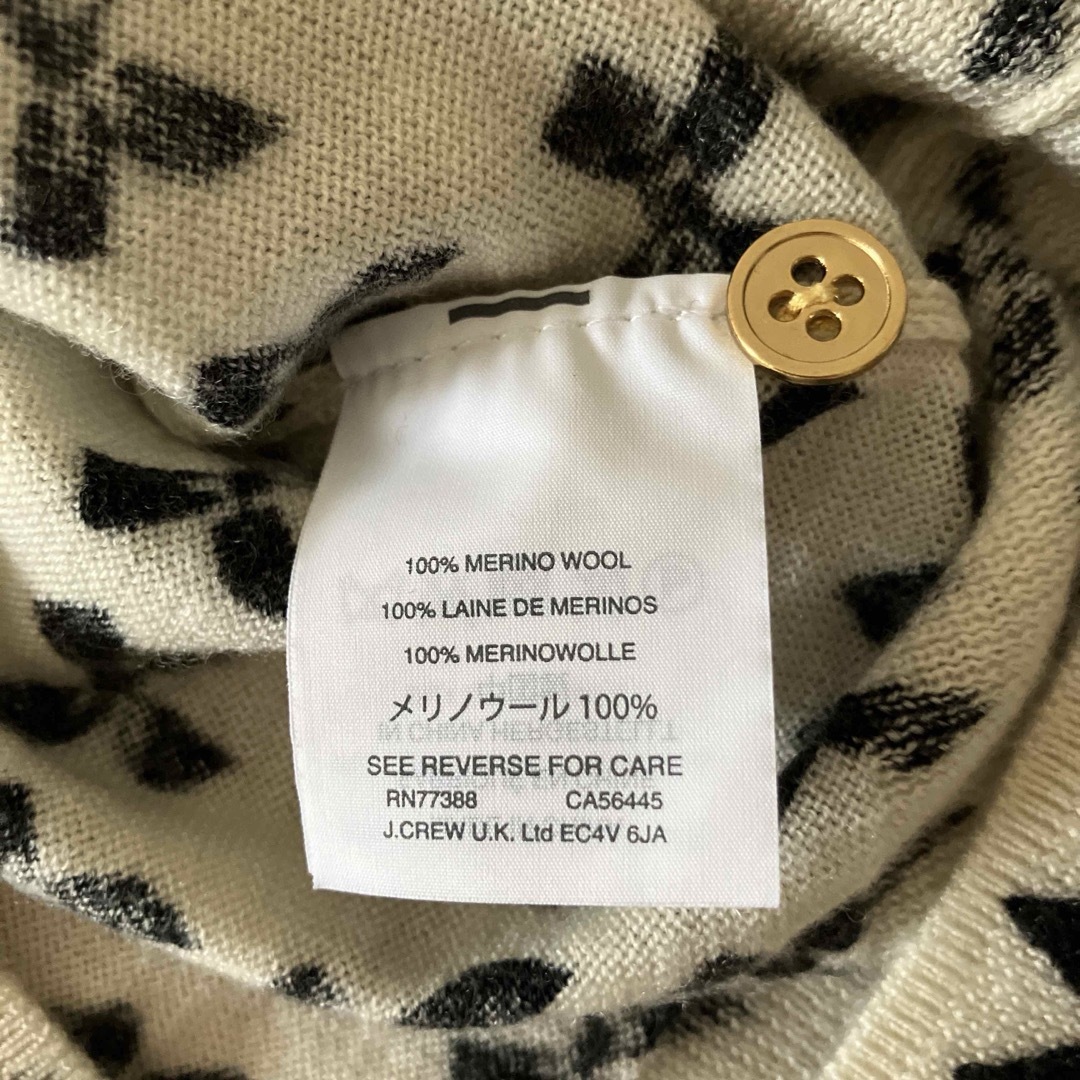 100% MERINO WOOL
100% LAINE DE MERINOS
100% MERINOWOLLE
メリノウール 100%
SEE REVERSE FOR CARE
RN77388 CA56445
J.CREW U.K. Ltd EC4V 6JA